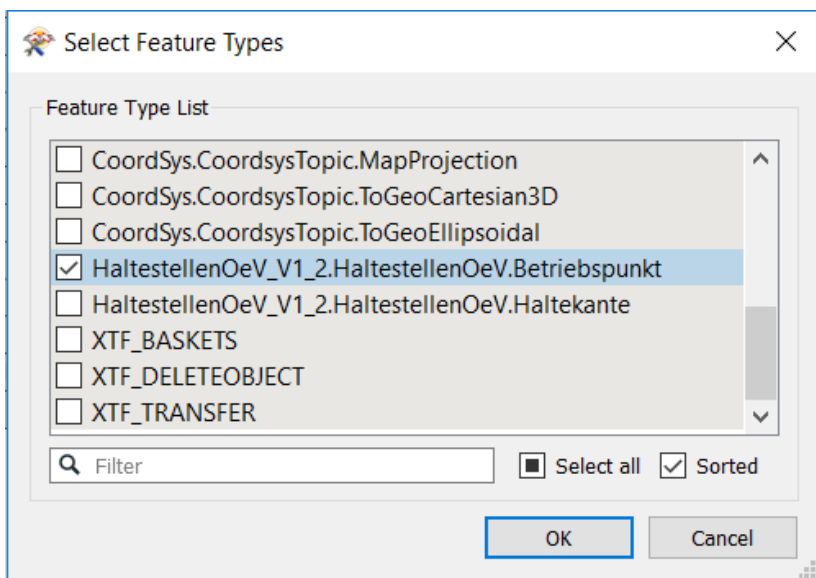 Select Feature Types
Feature Type List
CoordSys.CoordsysTopic.MapProjection
CoordSys.CoordsysTopic.ToGeoCartesian3D
CoordSys.CoordsysTopic.ToGeoEllipsoidal
HaltestellenOeV_V1_2.HaltestellenOeV.Betriebspunkt
HaltestellenOeV_V1_2.HaltestellenOeV.Haltekante
XTF_BASKETS
XTF_DELETEOBJECT
XTF_TRANSFER
Filter Select all Sorted
OK Cancel